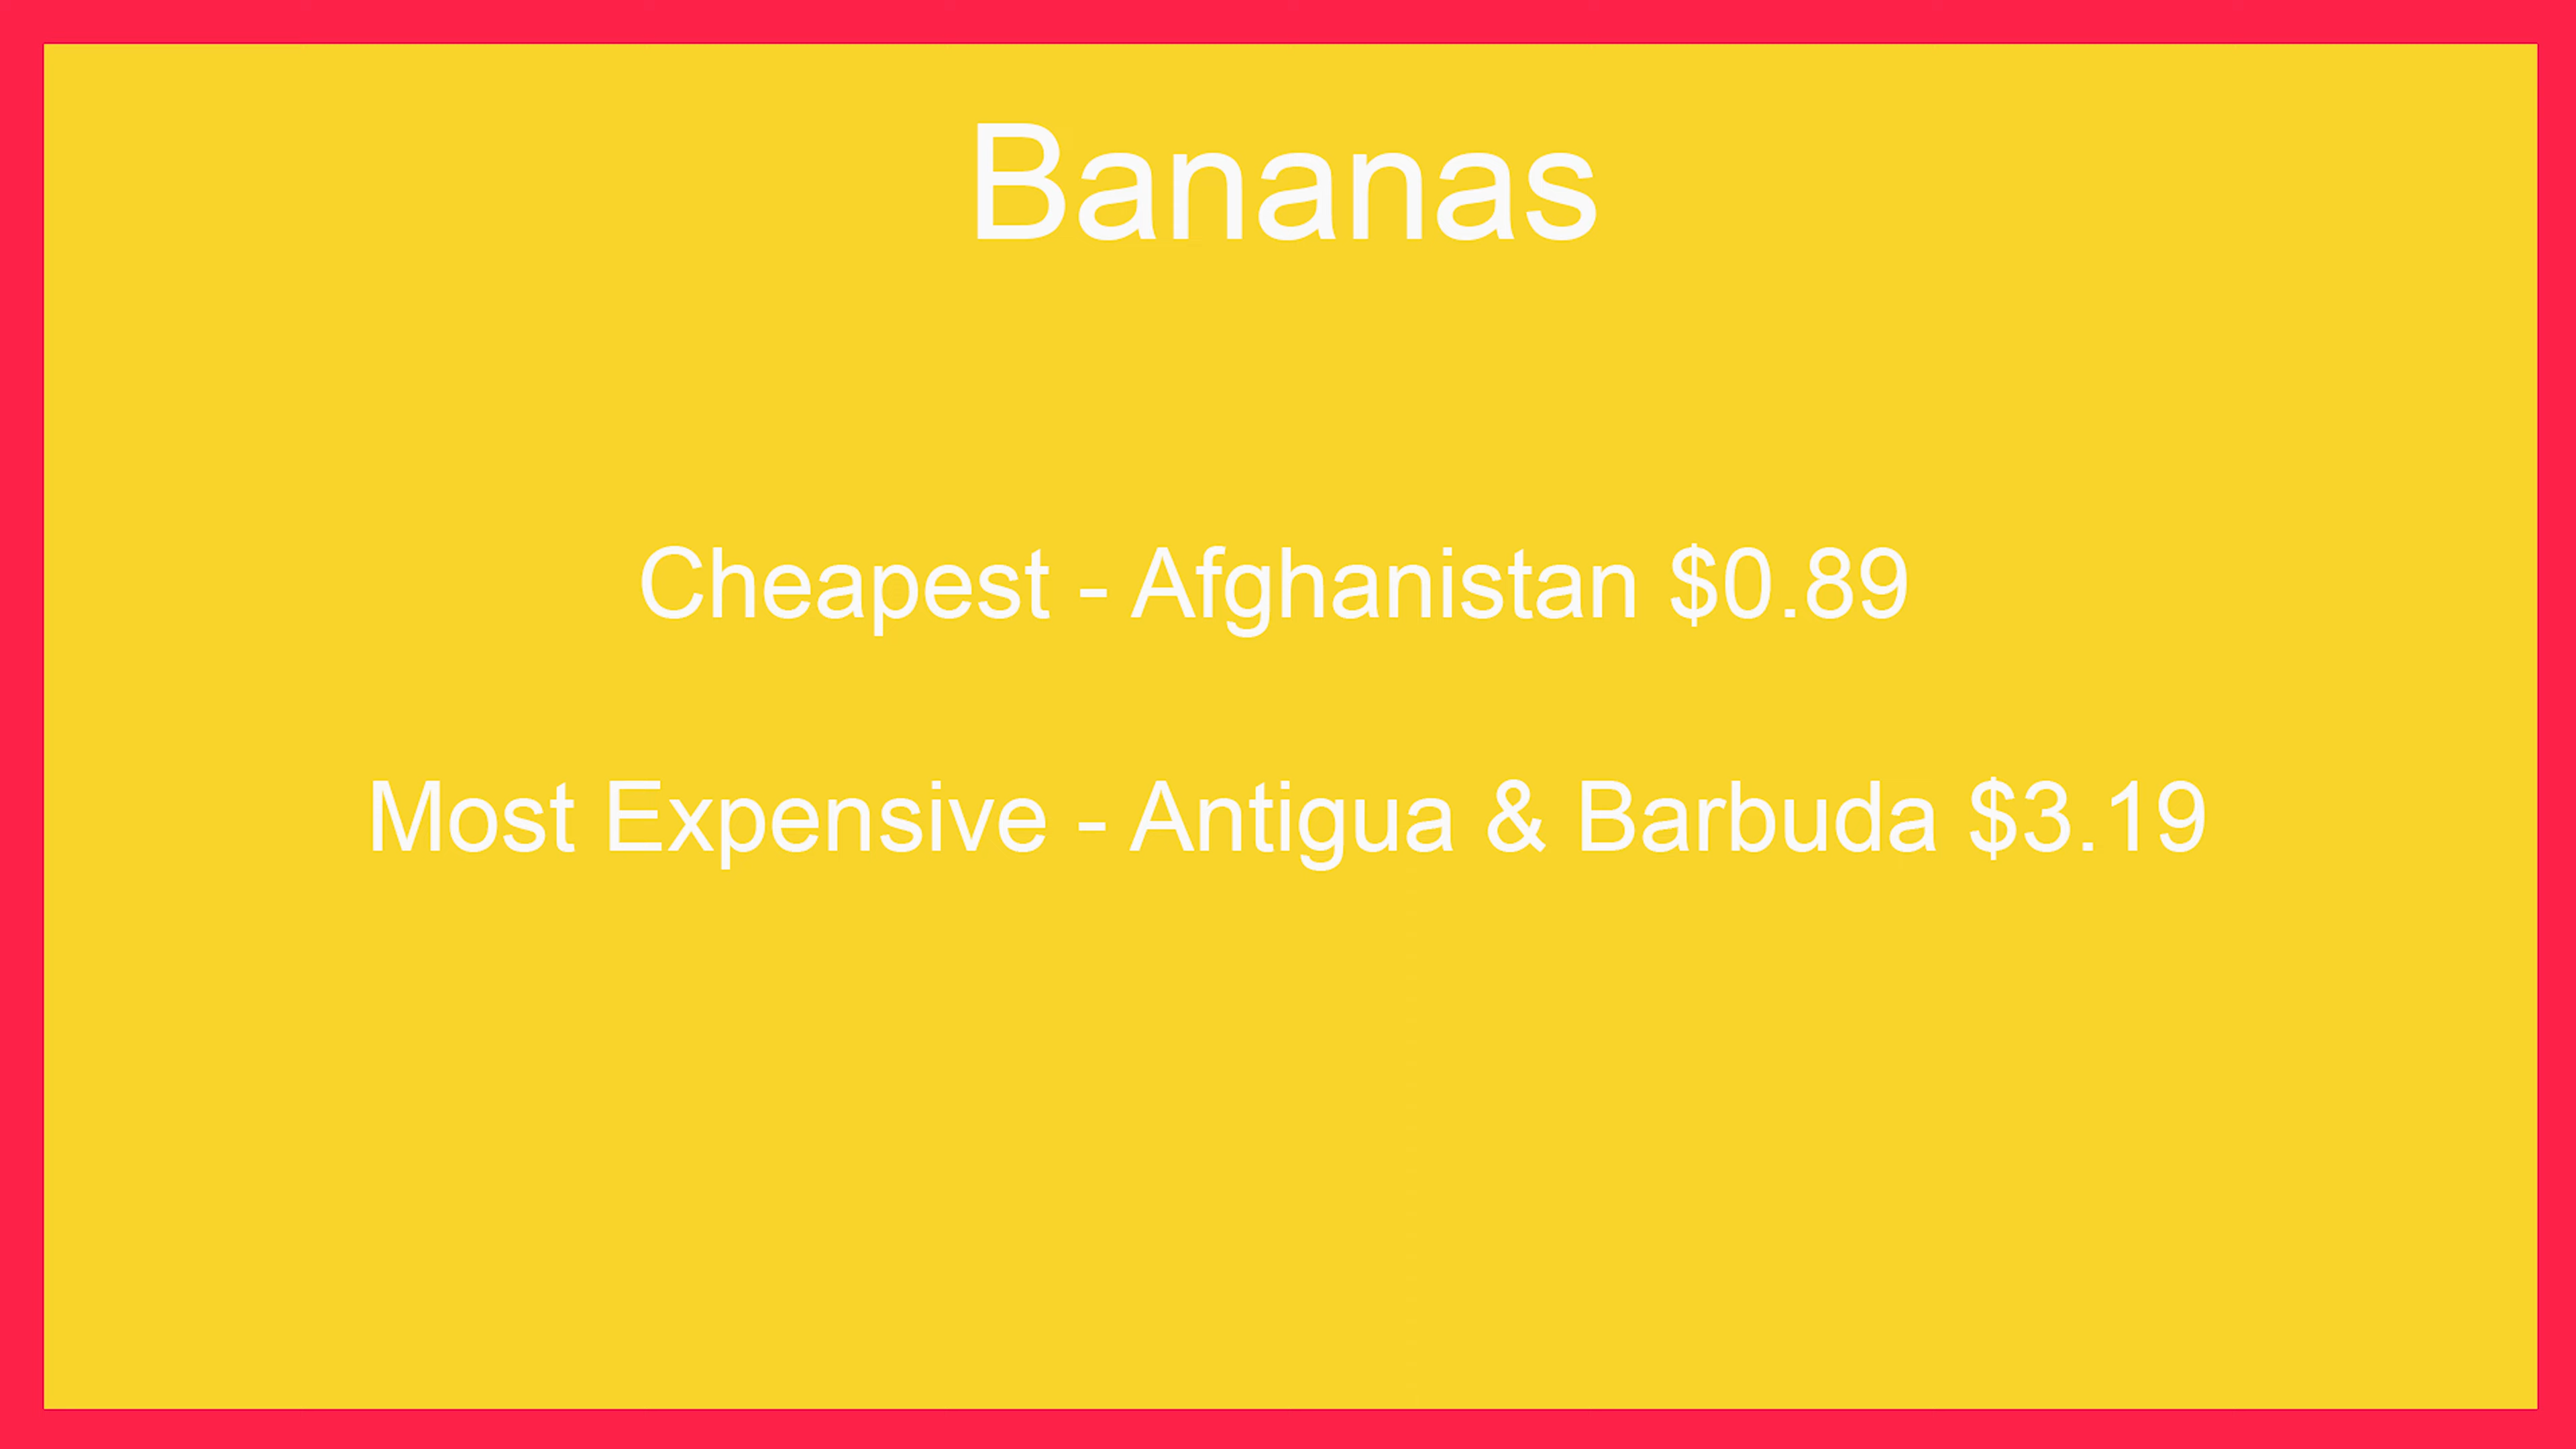 Bananas
Cheapest - Afghanistan $0.89
Most Expensive - Antigua & Barbuda $3.19